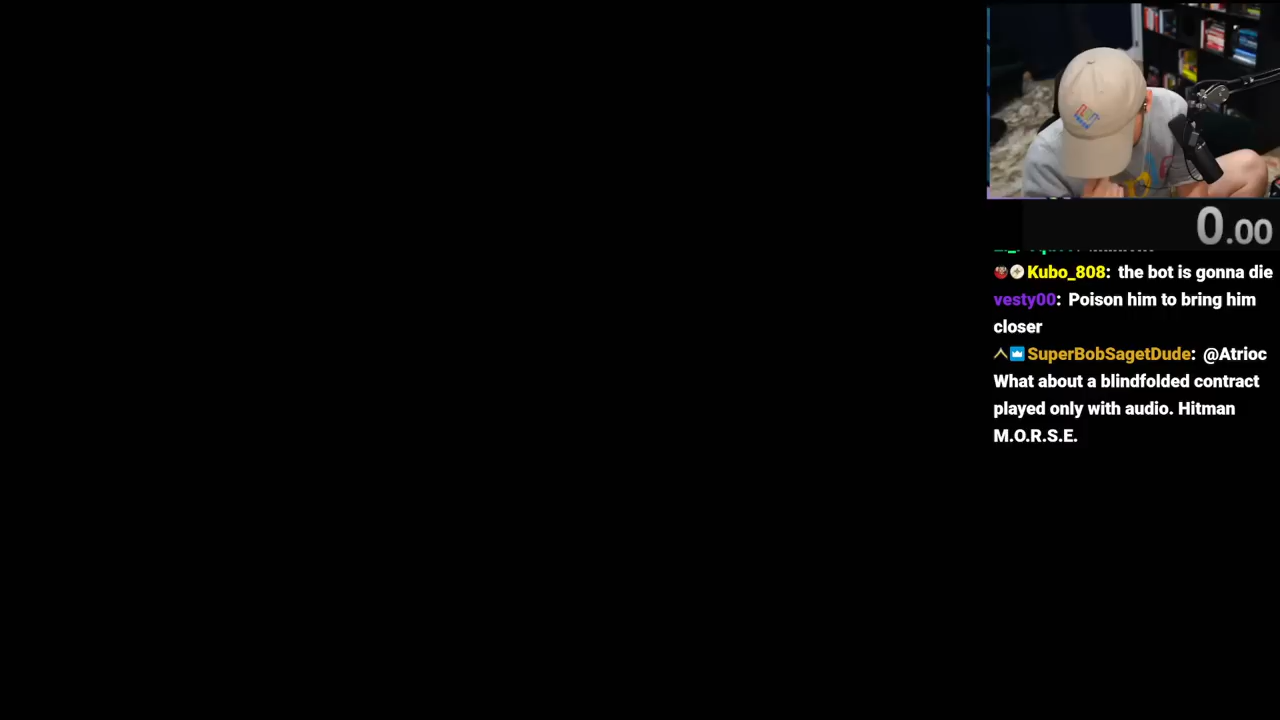 0.00
Kubo_808: the bot is gonna die
vesty00: Poison him to bring him
closer
SuperBobSagetDude: @Atrioc
What about a blindfolded contract
played only with audio. Hitman
M.O.R.S.E.